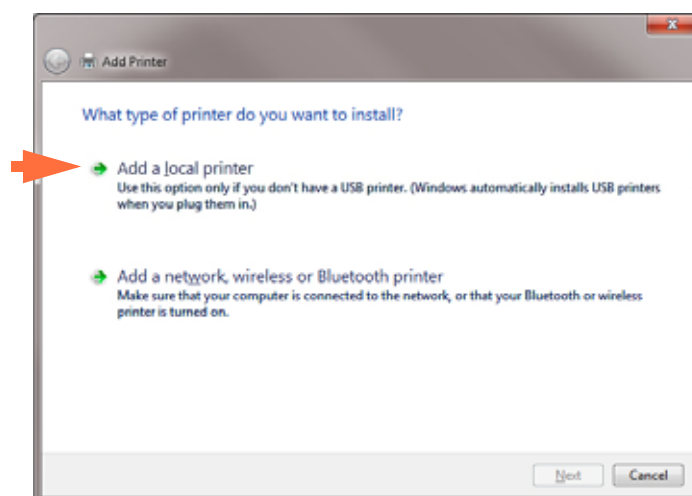 Add Printer
What type of printer do you want to install?
Add a local printer
Use this option only if you don't have a USB printer. (Windows automatically installs USB printers
when you plug them in.)
Add a network, wireless or Bluetooth printer
Make sure that your computer is connected to the network, or that your Bluetooth or wireless
printer is turned on.
Next Cancel